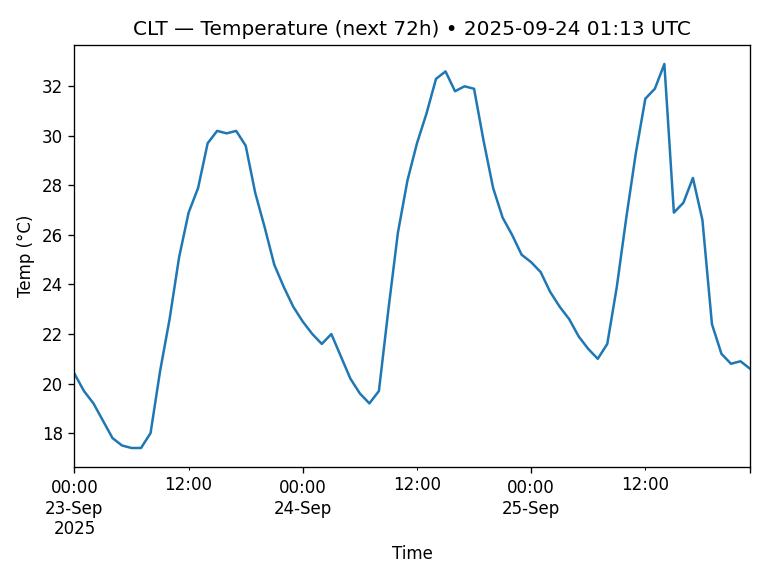 CLT — Temperature (next 72h) • 2025-09-24 01:13 UTC
Temp (°C)
32
30
28
26
24
22
20
18
00:00 12:00 00:00 12:00 00:00 12:00
23-Sep 24-Sep 25-Sep
2025
Time